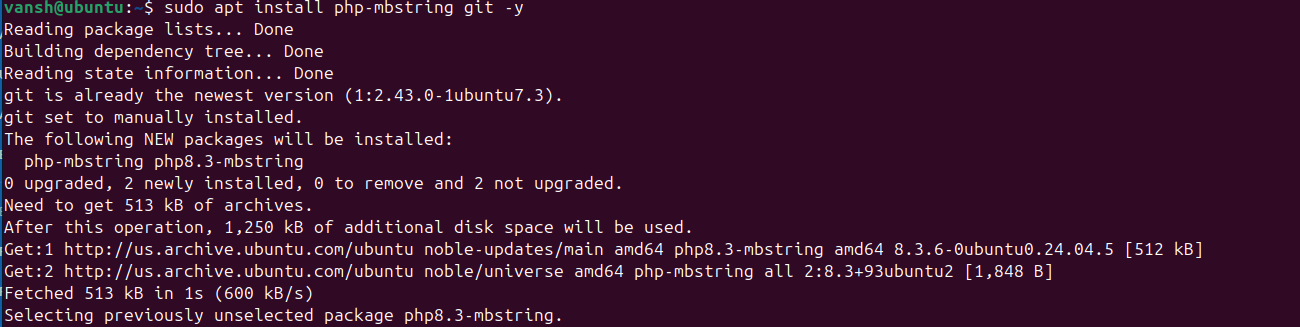 vansh@ubuntu:~$ sudo apt install php-mbstring git -y
Reading package lists... Done
Building dependency tree... Done
Reading state information... Done
git is already the newest version (1:2.43.0-1ubuntu7.3).
git set to manually installed.
The following NEW packages will be installed:
  php-mbstring php8.3-mbstring
0 upgraded, 2 newly installed, 0 to remove and 2 not upgraded.
Need to get 513 kB of archives.
After this operation, 1,250 kB of additional disk space will be used.
Get:1 http://us.archive.ubuntu.com/ubuntu noble-updates/main amd64 php8.3-mbstring amd64 8.3.6-0ubuntu0.24.04.5 [512 kB]
Get:2 http://us.archive.ubuntu.com/ubuntu noble/universe amd64 php-mbstring all 2:8.3+93ubuntu2 [1,848 B]
Fetched 513 kB in 1s (600 kB/s)
Selecting previously unselected package php8.3-mbstring.